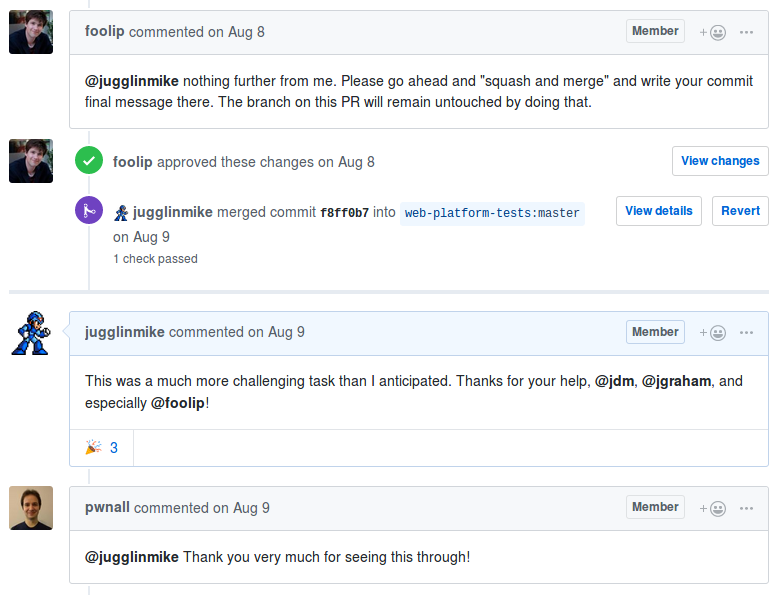 foolip commented on Aug 8
Member
@jugglinmike nothing further from me. Please go ahead and "squash and merge" and write your commit
final message there. The branch on this PR will remain untouched by doing that.
foolip approved these changes on Aug 8
View changes
jugglinmike merged commit f8ff0b7 into web-platform-tests:master
on Aug 9
View details
Revert
1 check passed
jugglinmike commented on Aug 9
Member
This was a much more challenging task than I anticipated. Thanks for your help, @jdm, @jgraham, and
especially @foolip!
3
pwnall commented on Aug 9
Member
@jugglinmike Thank you very much for seeing this through!